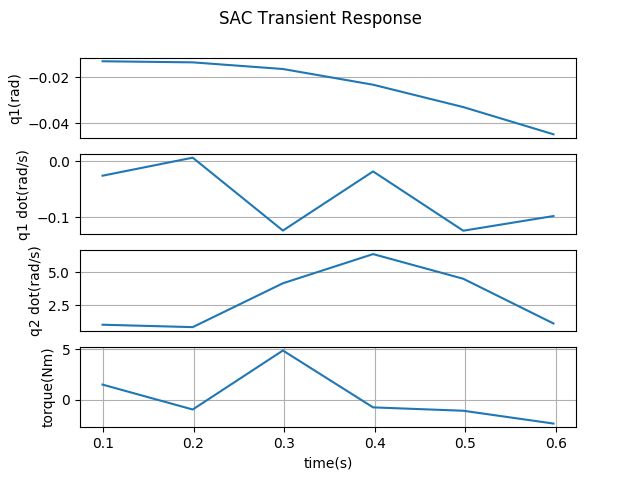 SAC Transient Response
q1(rad)
−0.02
−0.04
q1 dot(rad/s)
0.0
−0.1
q2 dot(rad/s)
5.0
2.5
torque(Nm)
5
0
0.1 0.2 0.3 0.4 0.5 0.6
time(s)